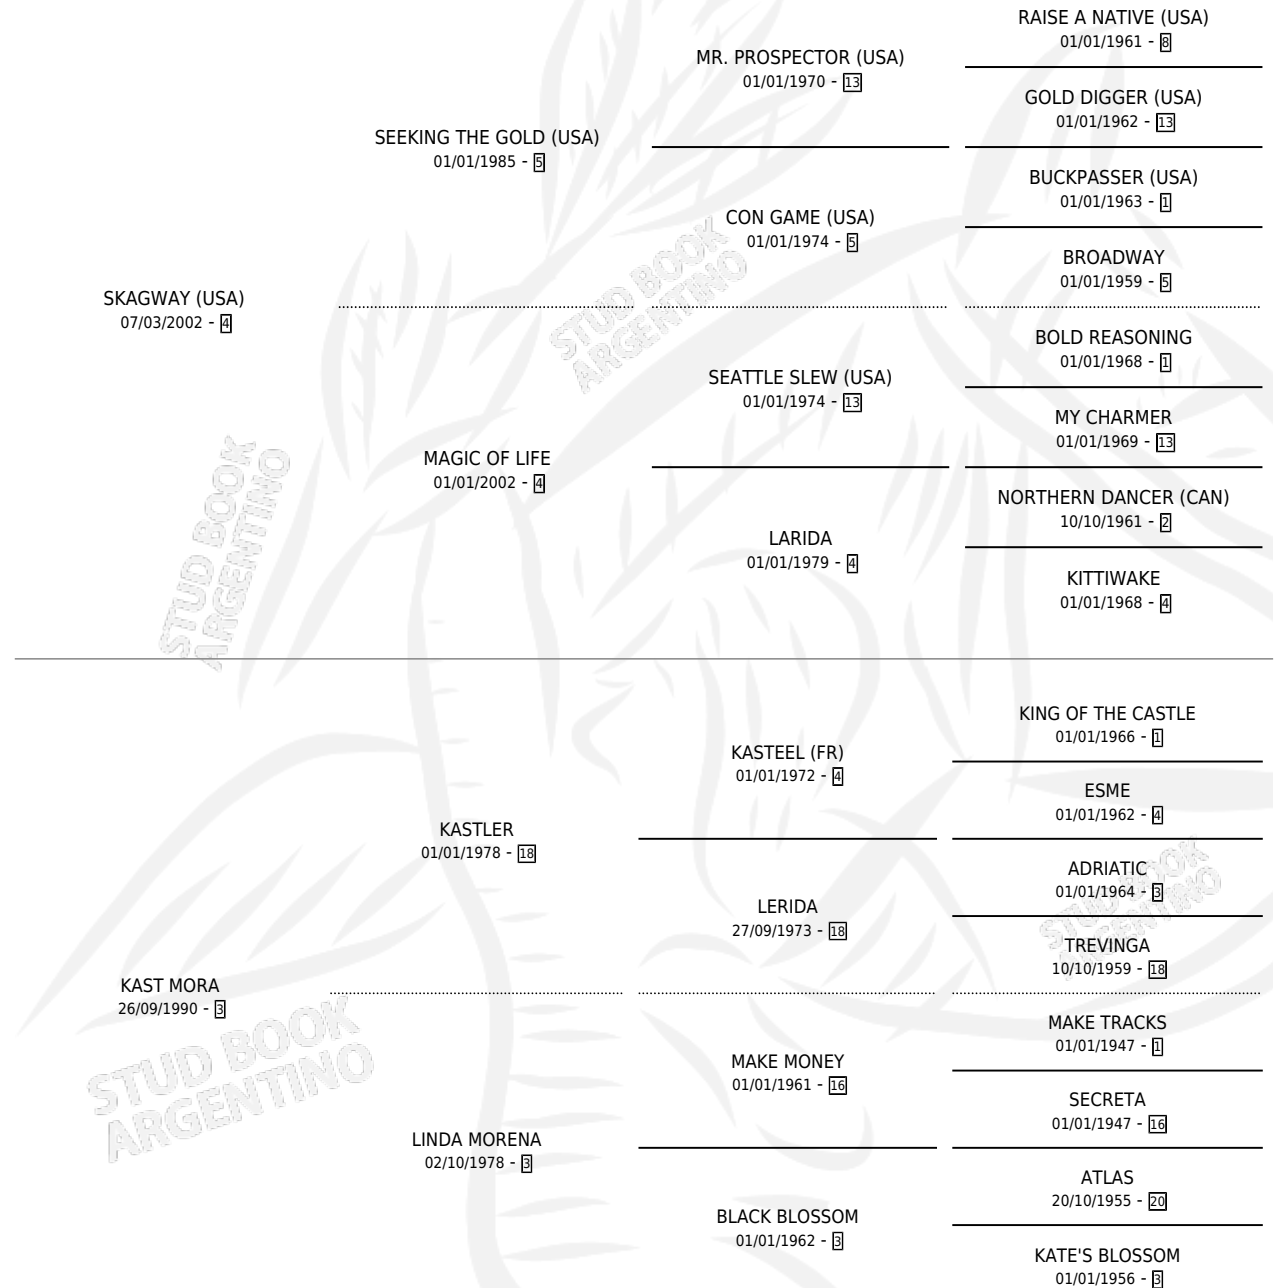 RAISE A NATIVE (USA)
01/01/1961 - 8
MR. PROSPECTOR (USA)
01/01/1970 - 13
GOLD DIGGER (USA)
01/01/1962 - 13
SEEKING THE GOLD (USA)
01/01/1985 - 5
BUCKPASSER (USA)
01/01/1963 - 1
CON GAME (USA)
01/01/1974 - 5
BROADWAY
01/01/1959 - 5
SKAGWAY (USA)
07/03/2002 - 4
STUD BOOK
ARGENTINO
BOLD REASONING
01/01/1968 - 1
SEATTLE SLEW (USA)
01/01/1974 - 13
MY CHARMER
01/01/1969 - 13
MAGIC OF LIFE
01/01/2002 - 4
NORTHERN DANCER (CAN)
10/10/1961 - 2
LARIDA
01/01/1979 - 4
KITTIWAKE
01/01/1968 - 4
STUD BOOK
ARGENTINO
KING OF THE CASTLE
01/01/1966 - 1
KASTEEL (FR)
01/01/1972 - 4
ESME
01/01/1962 - 4
KASTLER
01/01/1978 - 18
ADRIATIC
01/01/1964 - 3
LERIDA
27/09/1973 - 18
TREVINGA
10/10/1959 - 18
STUD BOOK
ARGENTINO
KAST MORA
26/09/1990 - 3
MAKE TRACKS
01/01/1947 - 1
MAKE MONEY
01/01/1961 - 16
SECRETA
01/01/1947 - 16
STUD BOOK
ARGENTINO
LINDA MORENA
02/10/1978 - 3
ATLAS
20/10/1955 - 20
BLACK BLOSSOM
01/01/1962 - 3
KATE'S BLOSSOM
01/01/1956 - 3